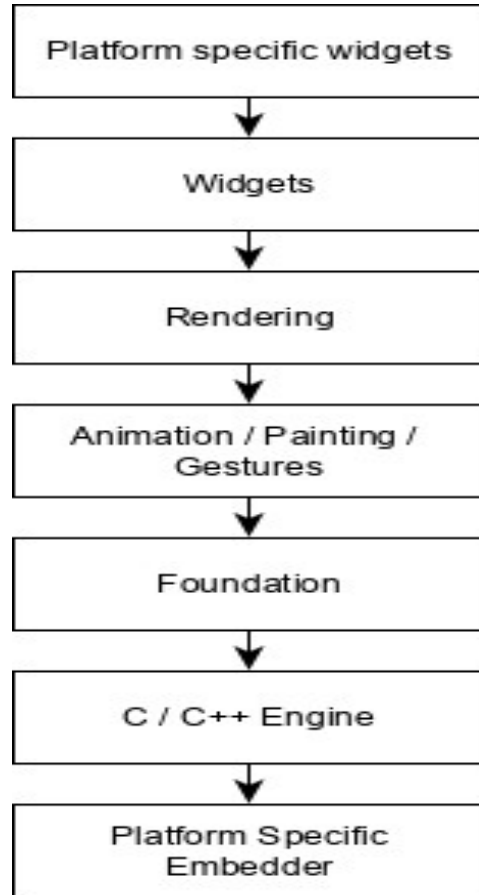 Platform specific widgets
Widgets
Rendering
Animation / Painting /
Gestures
Foundation
C / C++ Engine
Platform Specific
Embedder